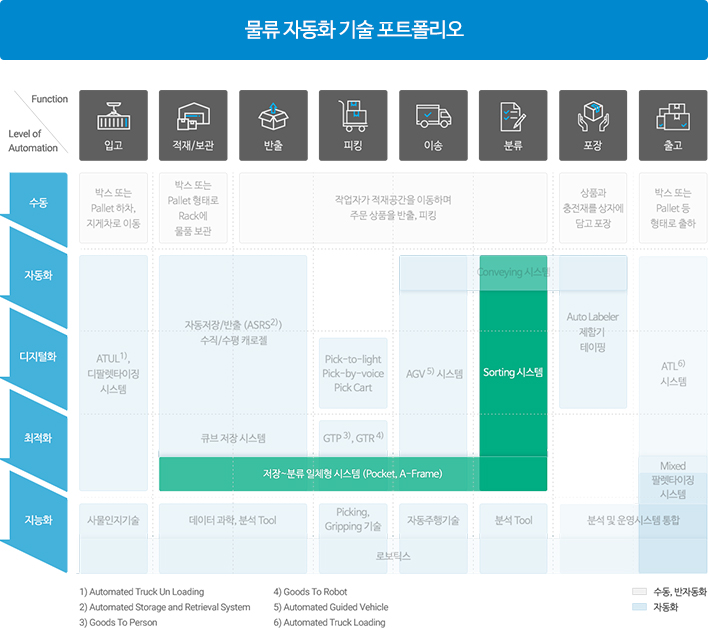 물류 자동화 기술 포트폴리오
Function
Level of
Automation
입고
적재/보관
반출
피킹
이송
분류
포장
출고
수동
박스 또는
Pallet 하차,
지게차로 이동
박스 또는
Pallet 형태로
Rack에
물품 보관
작업자가 적재공간을 이동하며
주문 상품을 반출, 피킹
상품과
충전재를 상자에
담고 포장
박스 또는
Pallet 등
형태로 출하
자동화
Conveying 시스템
자동저장/반출 (ASRS2))
수직/수평 캐로젤
Auto Labeler
제함기
테이핑
디지털화
ATUL1),
디팔렛타이징
시스템
Pick-to-light
Pick-by-voice
Pick Cart
AGV 5) 시스템
Sorting 시스템
ATL6)
시스템
최적화
큐브 저장 시스템
GTP 3), GTR 4)
저장~분류 일체형 시스템 (Pocket, A-Frame)
Mixed
팔렛타이징
시스템
지능화
사물인지기술
데이터 과학, 분석 Tool
Picking,
Gripping 기술
자동주행기술
분석 Tool
분석 및 운영시스템 통합
로보틱스
1) Automated Truck Un Loading
2) Automated Storage and Retrieval System
3) Goods To Person
4) Goods To Robot
5) Automated Guided Vehicle
6) Automated Truck Loading
수동, 반자동화
자동화